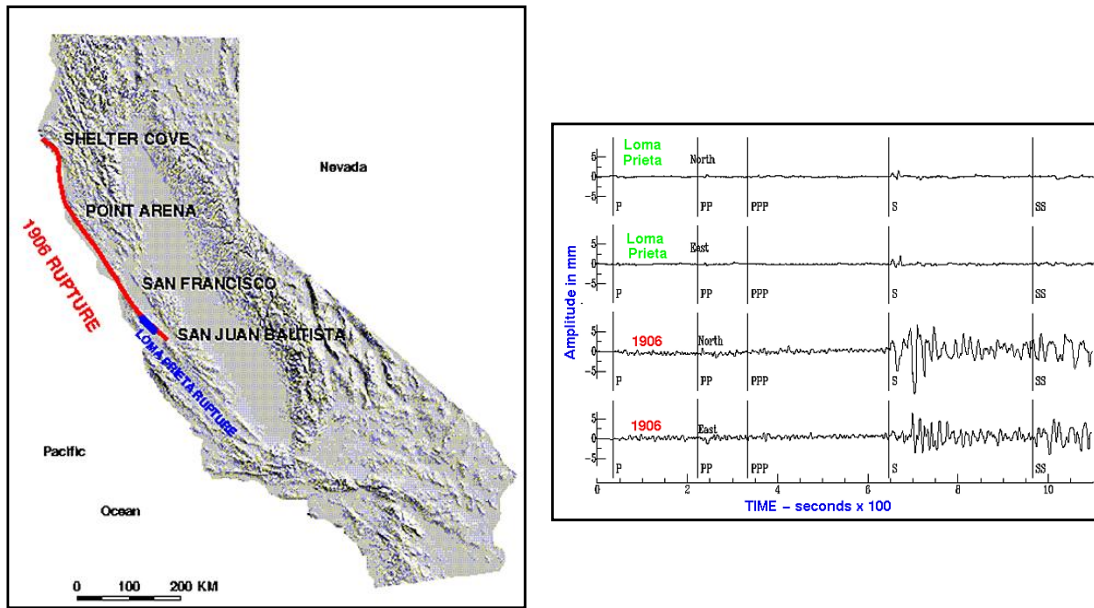 SHELTER COVE
Nevada
POINT ARENA
1906 RUPTURE
SAN FRANCISCO
SAN JUAN BAUTISTA
LOMA PRIETA RUPTURE
Pacific
Ocean
0 100 200 KM
Amplitude in mm
Loma
Prieta
North
5
0
-5
P PP PPP S SS
Loma
Prieta
East
5
0
-5
P PP PPP S SS
1906
North
5
0
-5
P PP PPP S SS
1906
East
5
0
-5
P PP PPP S SS
0 2 4 6 8 10
TIME – seconds x 100